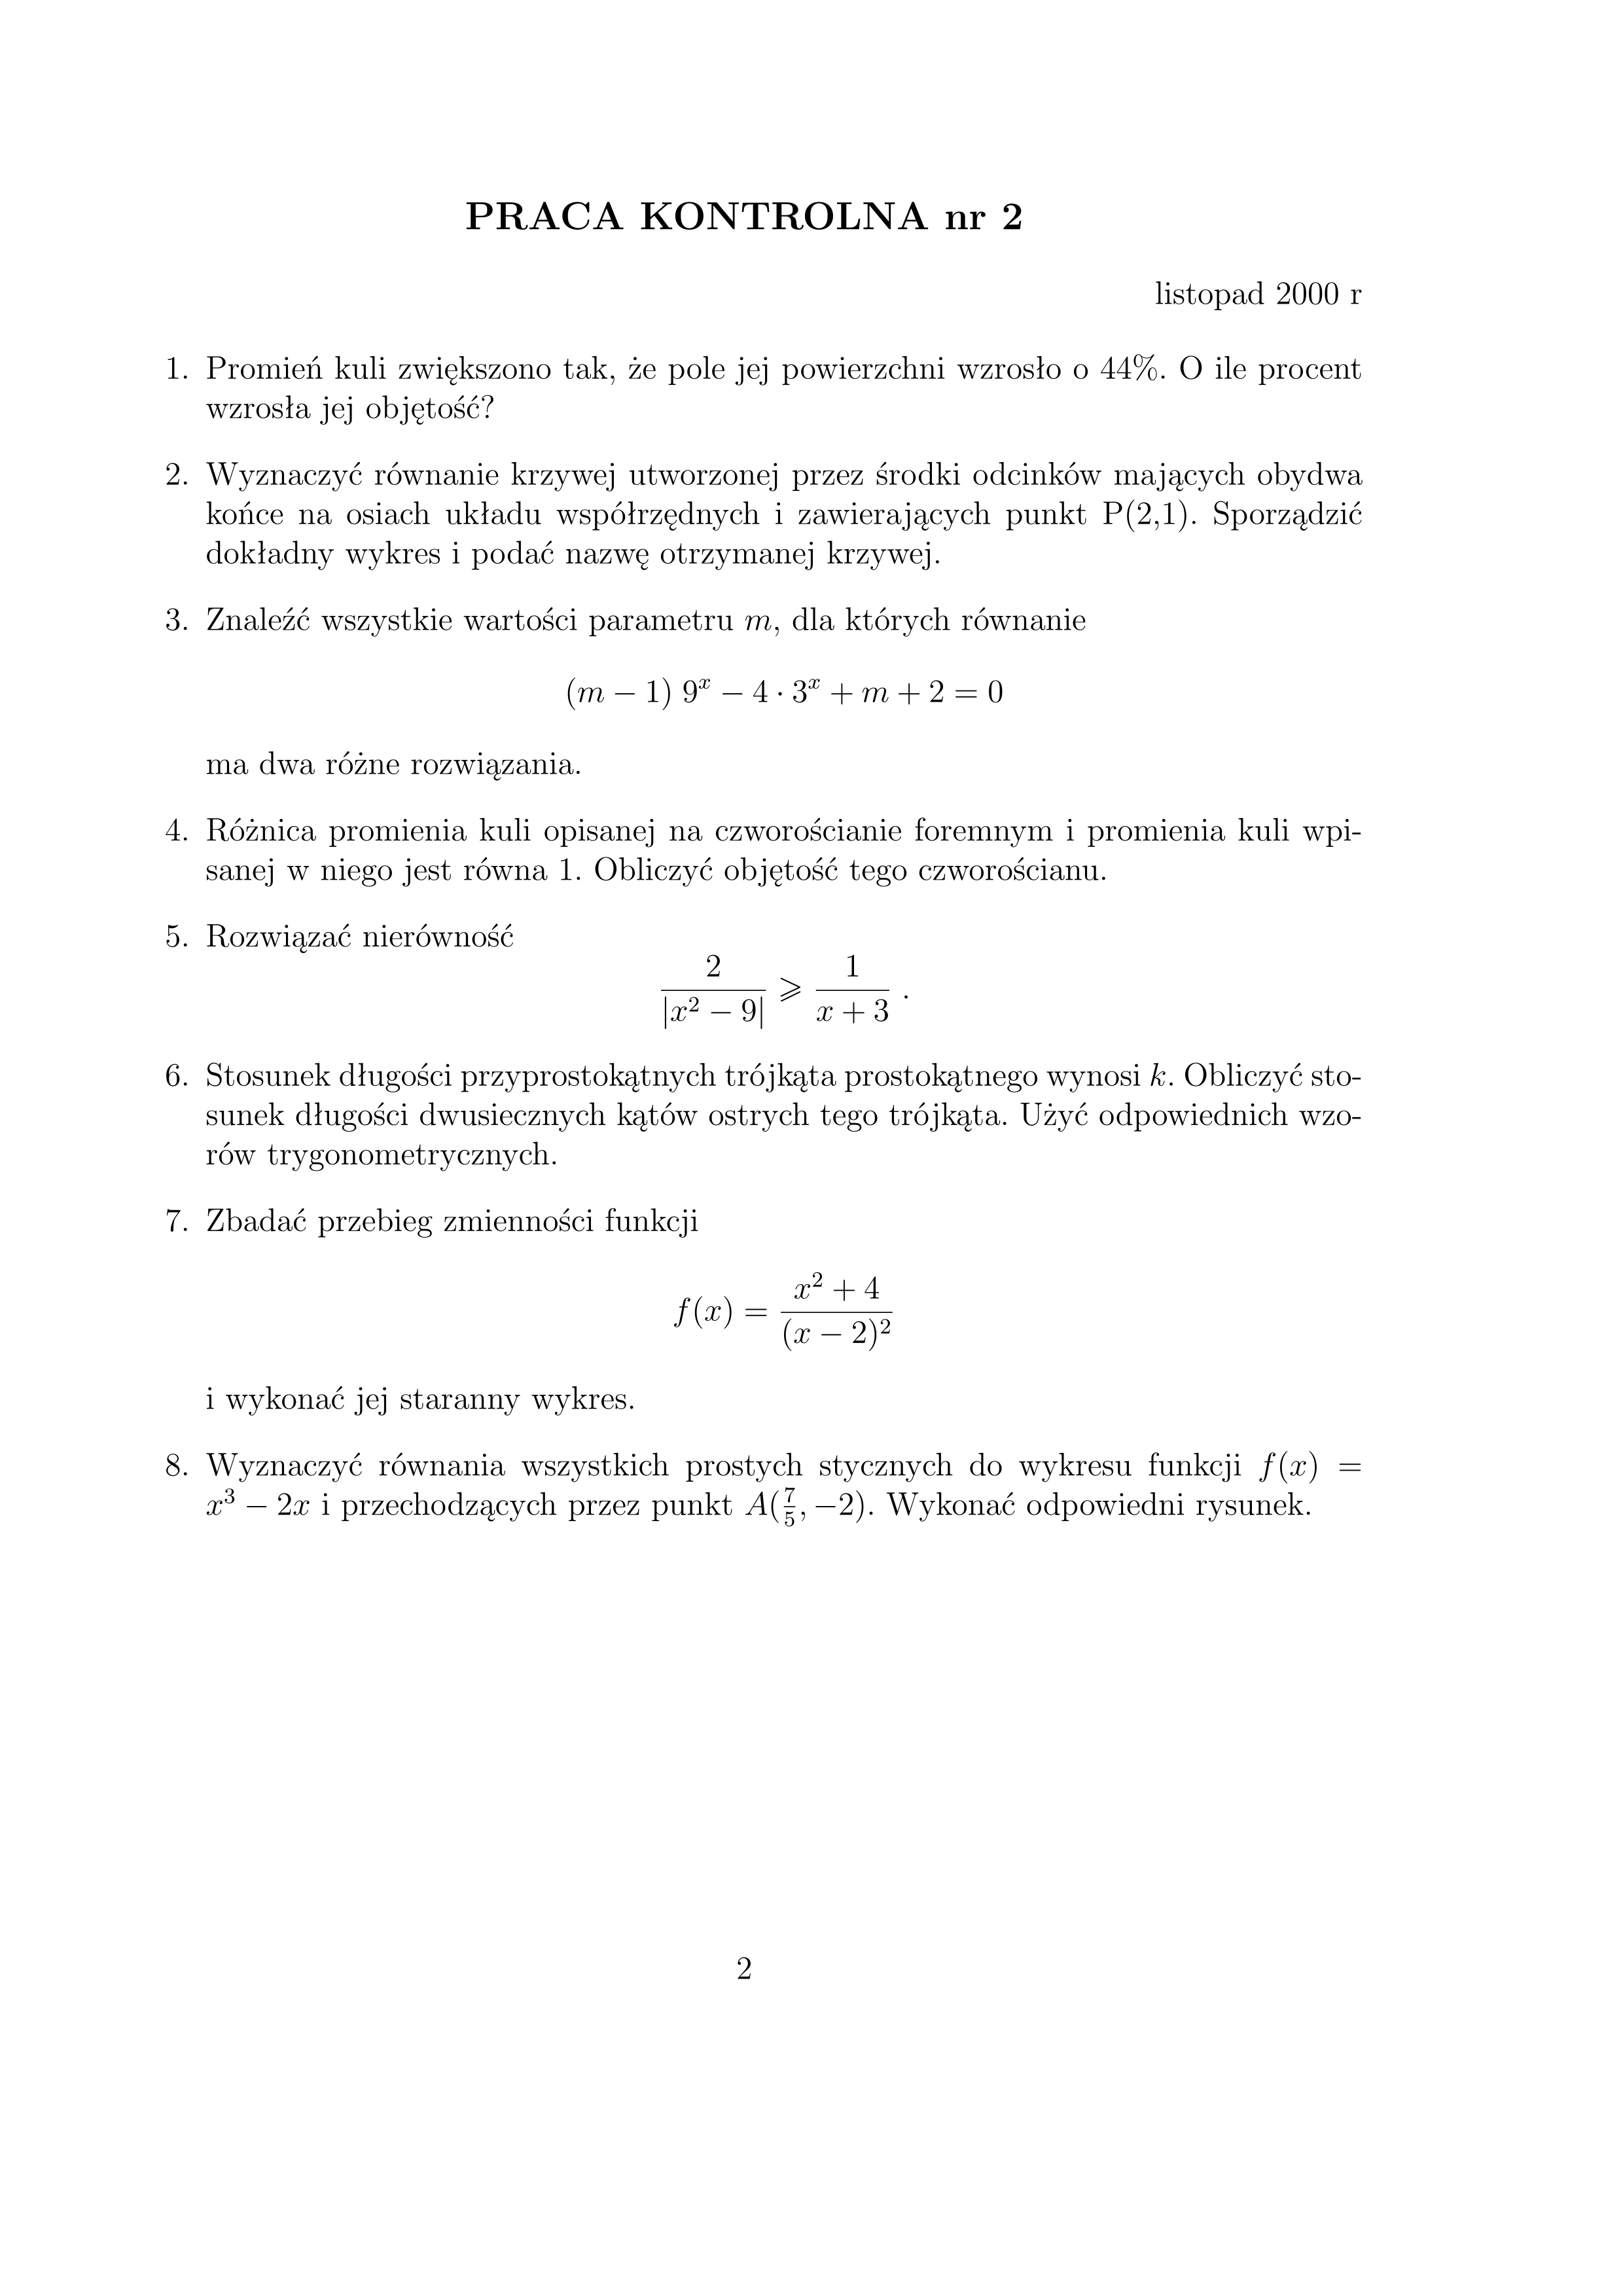 PRACA KONTROLNA nr 2
listopad 2000 r
1. Promień kuli zwiększono tak, że pole jej powierzchni wzrosło o 44%. O ile procent
wzrosła jej objętość?
2. Wyznaczyć równanie krzywej utworzonej przez środki odcinków mających obydwa
końce na osiach układu współrzędnych i zawierających punkt P(2,1). Sporządzić
dokładny wykres i podać nazwę otrzymanej krzywej.
3. Znaleźć wszystkie wartości parametru m, dla których równanie
(m − 1) 9^x − 4 · 3^x + m + 2 = 0
ma dwa różne rozwiązania.
4. Różnica promienia kuli opisanej na czworościanie foremnym i promienia kuli wpi-
sanej w niego jest równa 1. Obliczyć objętość tego czworościanu.
5. Rozwiązać nierówność
\frac{2}{|x^2 − 9|} ⩾ \frac{1}{x + 3} .
6. Stosunek długości przyprostokątnych trójkąta prostokątnego wynosi k. Obliczyć sto-
sunek długości dwusiecznych kątów ostrych tego trójkąta. Użyć odpowiednich wzo-
rów trygonometrycznych.
7. Zbadać przebieg zmienności funkcji
f(x) = \frac{x^2 + 4}{(x − 2)^2}
i wykonać jej staranny wykres.
8. Wyznaczyć równania wszystkich prostych stycznych do wykresu funkcji f(x) =
x^3 − 2x i przechodzących przez punkt A(\frac{7}{5}, −2). Wykonać odpowiedni rysunek.
2